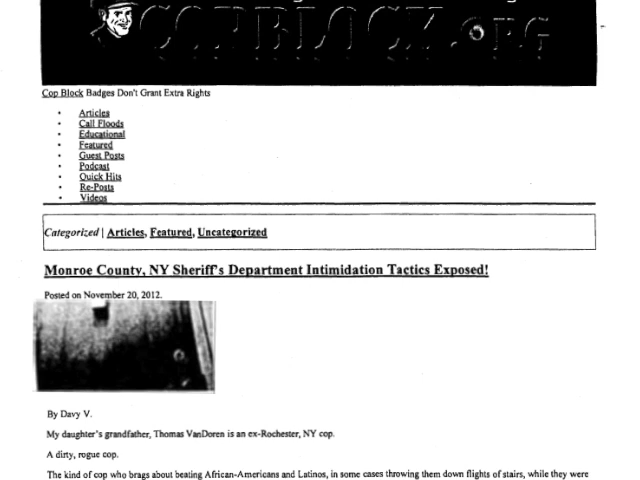 COPBLOCK.ORG
Cop Block Badges Don't Grant Extra Rights
• Articles
• Call Floods
• Educational
• Featured
• Guest Posts
• Podcast
• Quick Hits
• Re-Posts
• Videos
Categorized | Articles, Featured, Uncategorized
Monroe County, NY Sheriff's Department Intimidation Tactics Exposed!
Posted on November 20, 2012.
By Davy V.
My daughter's grandfather, Thomas VanDoren is an ex-Rochester, NY cop.
A dirty, rogue cop.
The kind of cop who brags about beating African-Americans and Latinos, in some cases throwing them down flights of stairs, while they were